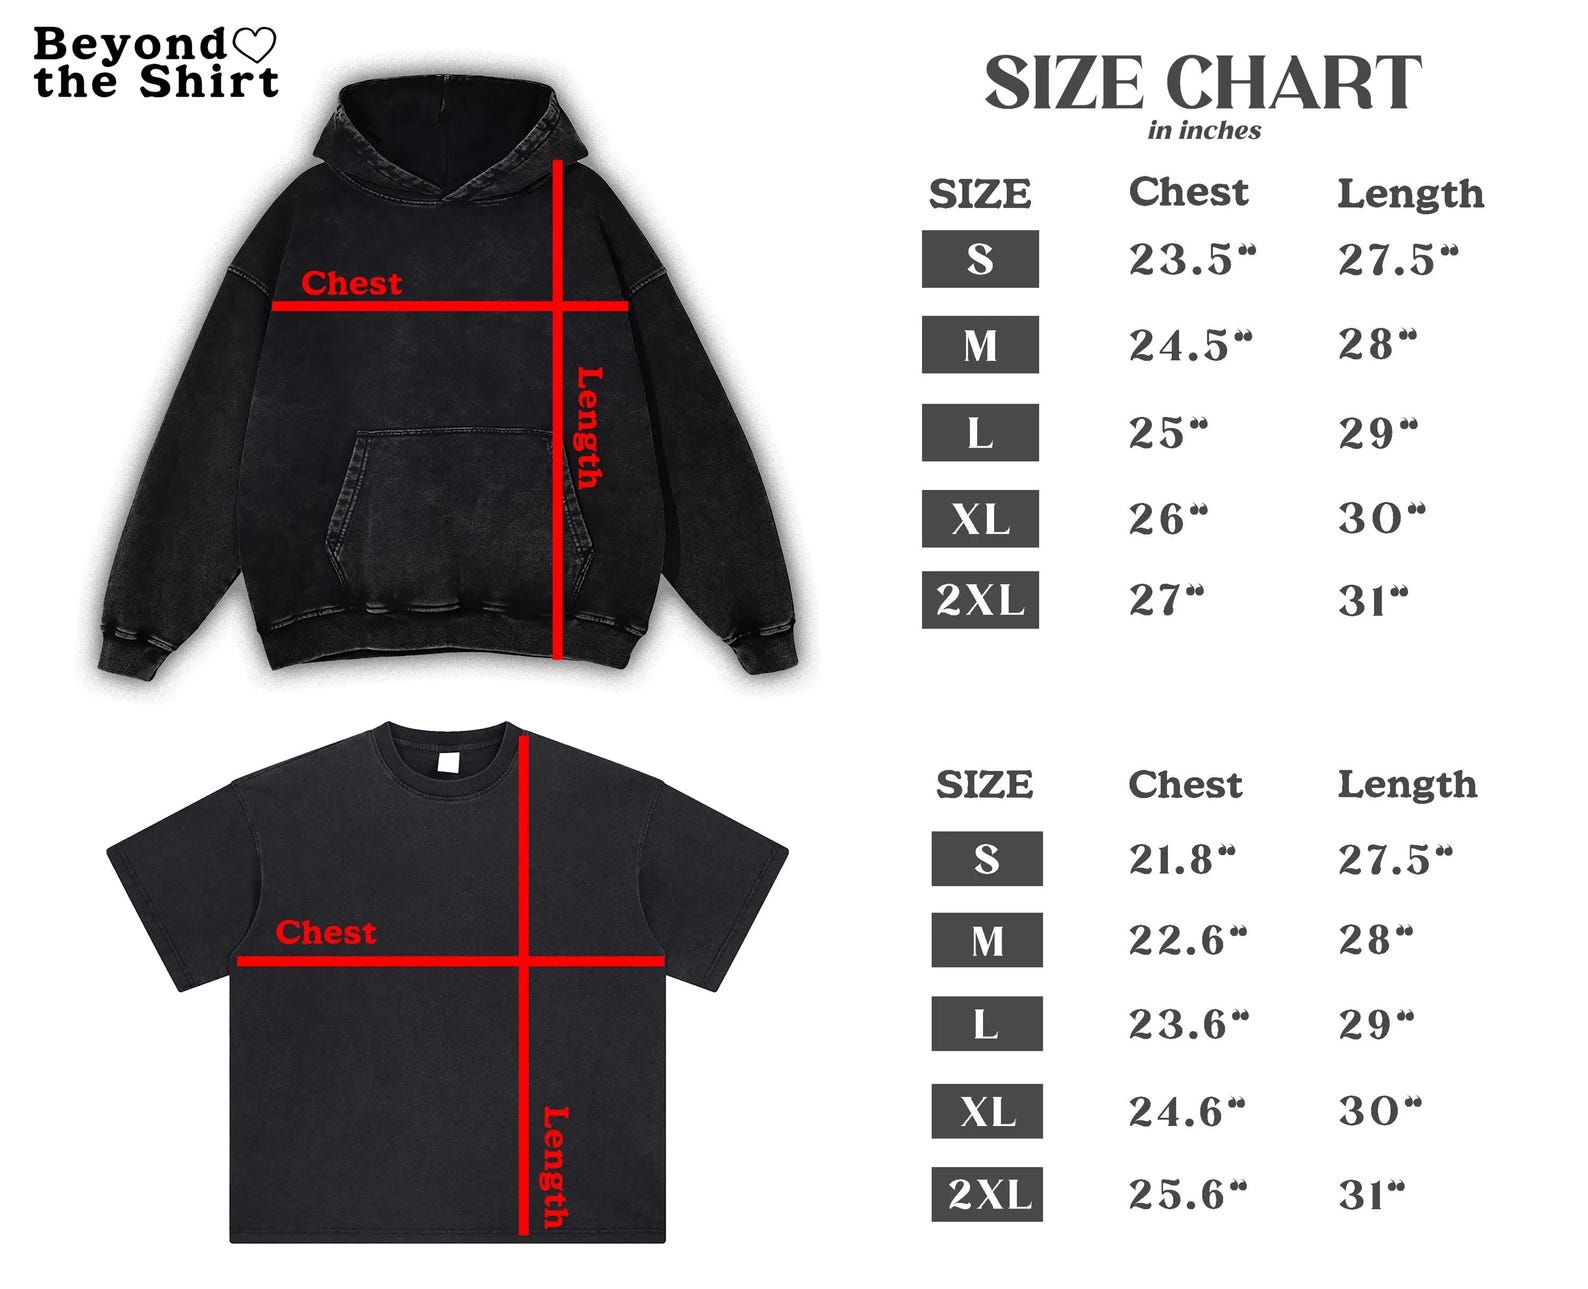 Beyond
the Shirt
SIZE CHART
in inches
Chest
Length
SIZE Chest Length
S 23.5“ 27.5“
M 24.5“ 28“
L 25“ 29“
XL 26“ 30“
2XL 27“ 31“
Chest
Length
SIZE Chest Length
S 21.8“ 27.5“
M 22.6“ 28“
L 23.6“ 29“
XL 24.6“ 30“
2XL 25.6“ 31“